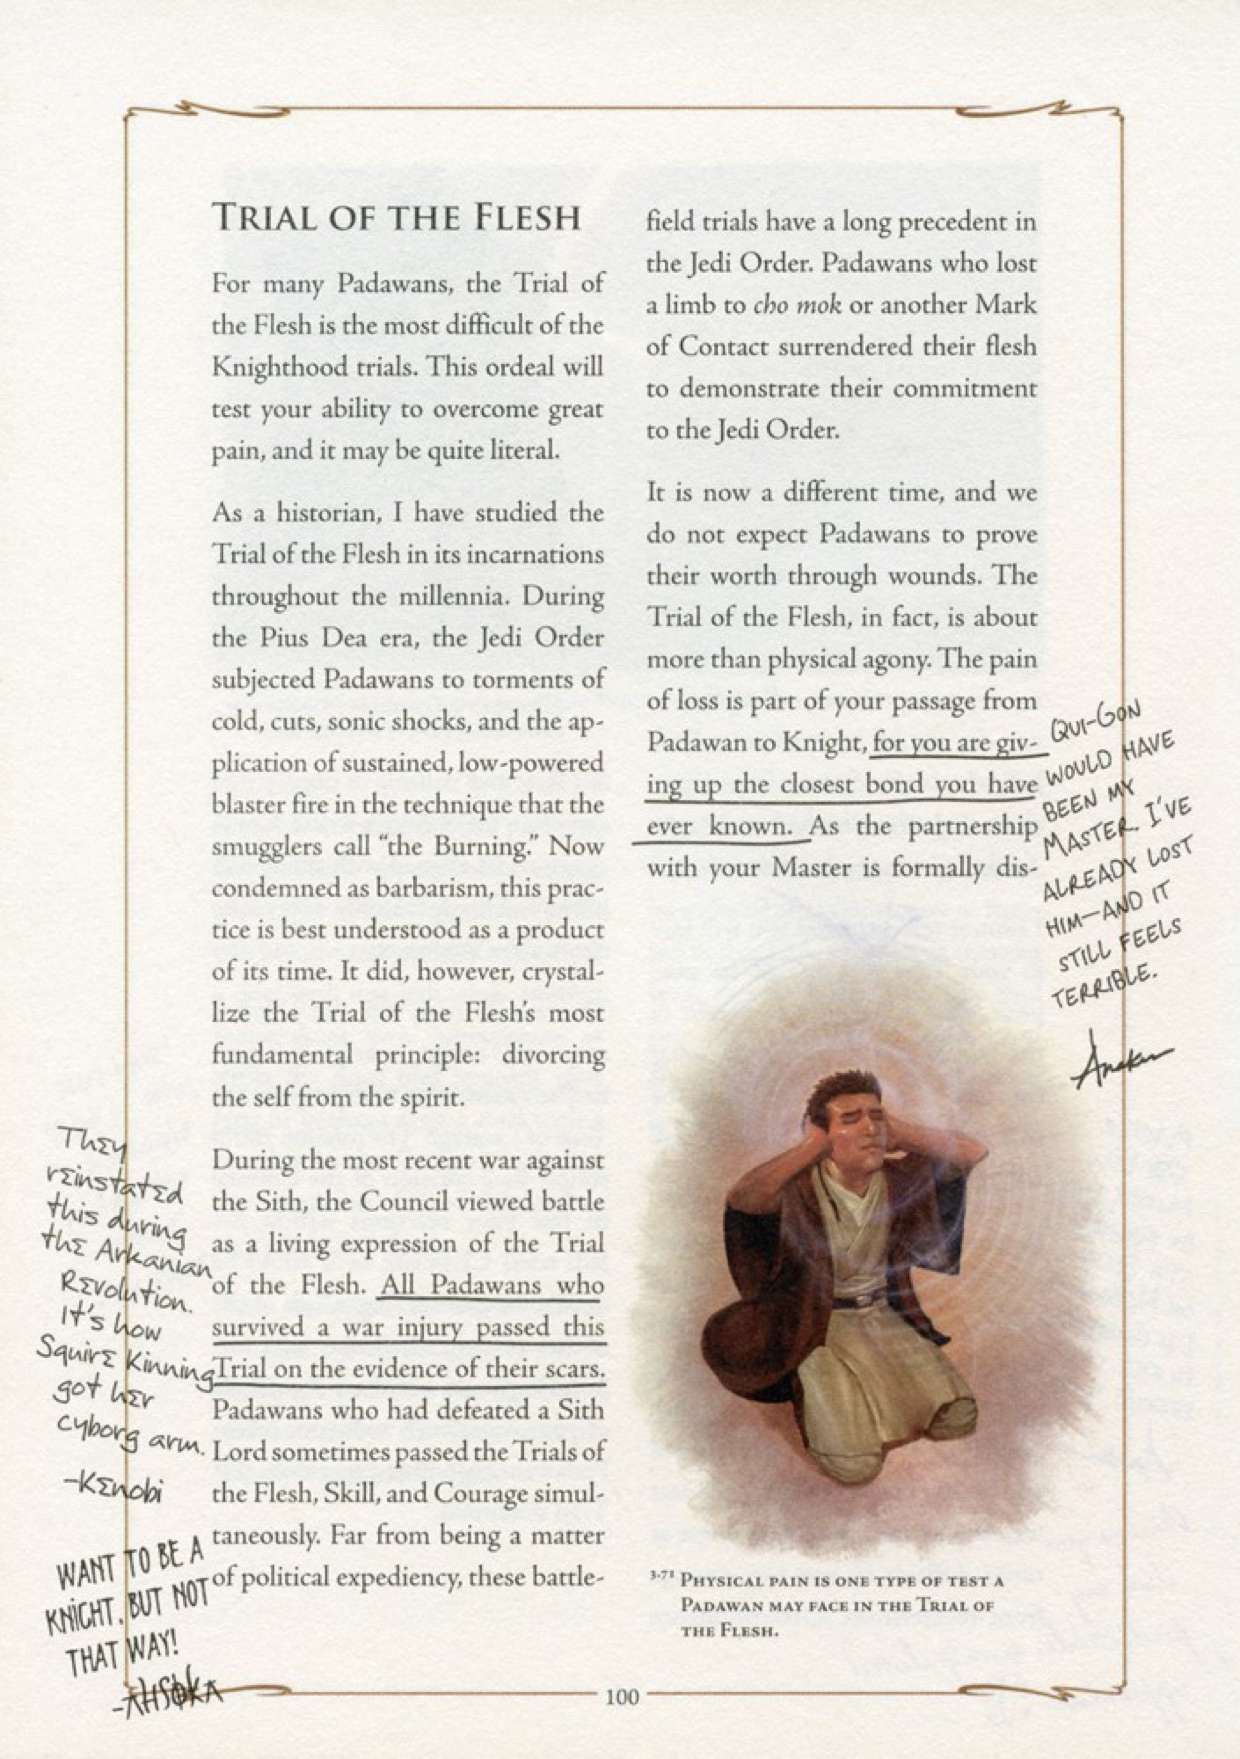 TRIAL OF THE FLESH
For many Padawans, the Trial of
the Flesh is the most difficult of the
Knighthood trials. This ordeal will
test your ability to overcome great
pain, and it may be quite literal.
As a historian, I have studied the
Trial of the Flesh in its incarnations
throughout the millennia. During
the Pius Dea era, the Jedi Order
subjected Padawans to torments of
cold, cuts, sonic shocks, and the ap-
plication of sustained, low-powered
blaster fire in the technique that the
smugglers call “the Burning.” Now
condemned as barbarism, this prac-
tice is best understood as a product
of its time. It did, however, crystal-
lize the Trial of the Flesh’s most
fundamental principle: divorcing
the self from the spirit.
During the most recent war against
the Sith, the Council viewed battle
as a living expression of the Trial
of the Flesh. All Padawans who
survived a war injury passed this
Trial on the evidence of their scars.
Padawans who had defeated a Sith
Lord sometimes passed the Trials of
the Flesh, Skill, and Courage simul-
taneously. Far from being a matter
of political expediency, these battle-
They
reinstated
this during
the Arkanian
Revolution.
It's how
Squire Kinning
got her
cyborg arm.
-Kenobi
WANT TO BE A
KNIGHT, BUT NOT
THAT WAY!
-AHSOKA
field trials have a long precedent in
the Jedi Order. Padawans who lost
a limb to cho mok or another Mark
of Contact surrendered their flesh
to demonstrate their commitment
to the Jedi Order.
It is now a different time, and we
do not expect Padawans to prove
their worth through wounds. The
Trial of the Flesh, in fact, is about
more than physical agony. The pain
of loss is part of your passage from
Padawan to Knight, for you are giv-
ing up the closest bond you have
ever known. As the partnership
with your Master is formally dis-
QUI-GON
WOULD HAVE
BEEN MY
MASTER. I'VE
ALREADY LOST
HIM—AND IT
STILL FEELS
TERRIBLE.
Anakin
3.71 PHYSICAL PAIN IS ONE TYPE OF TEST A
PADAWAN MAY FACE IN THE TRIAL OF
THE FLESH.
100